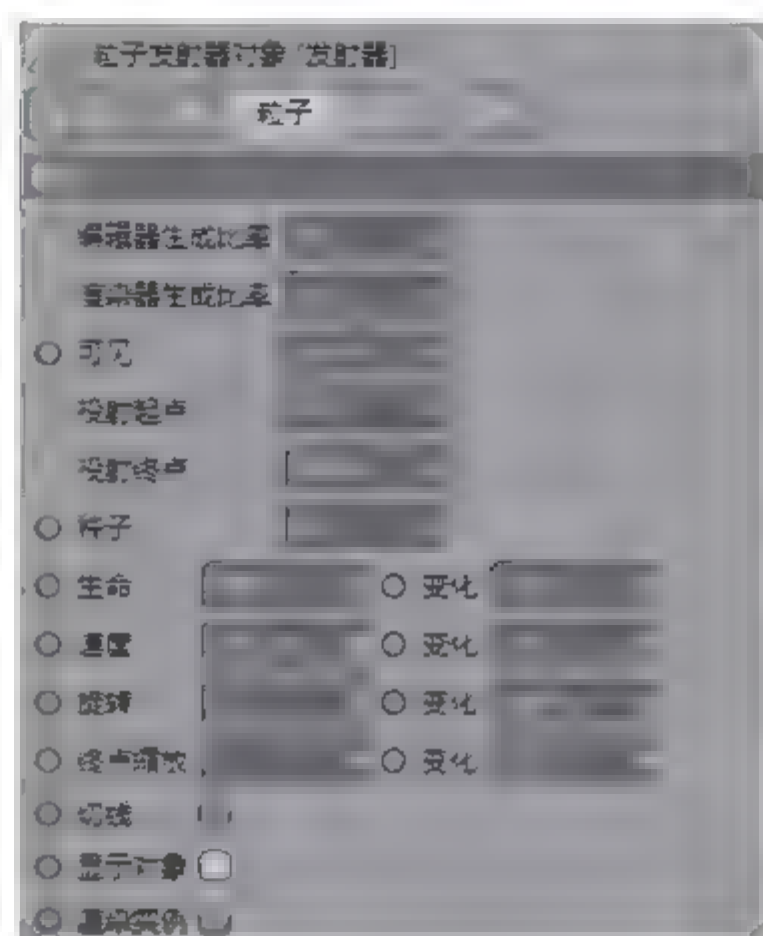 粒子发射器对象 [发射器]
粒子
编辑器生成比率
渲染器生成比率
可见
投射起点
投射终点
种子
生命 变化
速度 变化
旋转 变化
终点缩放 变化
切线
显示对象
渲染实例